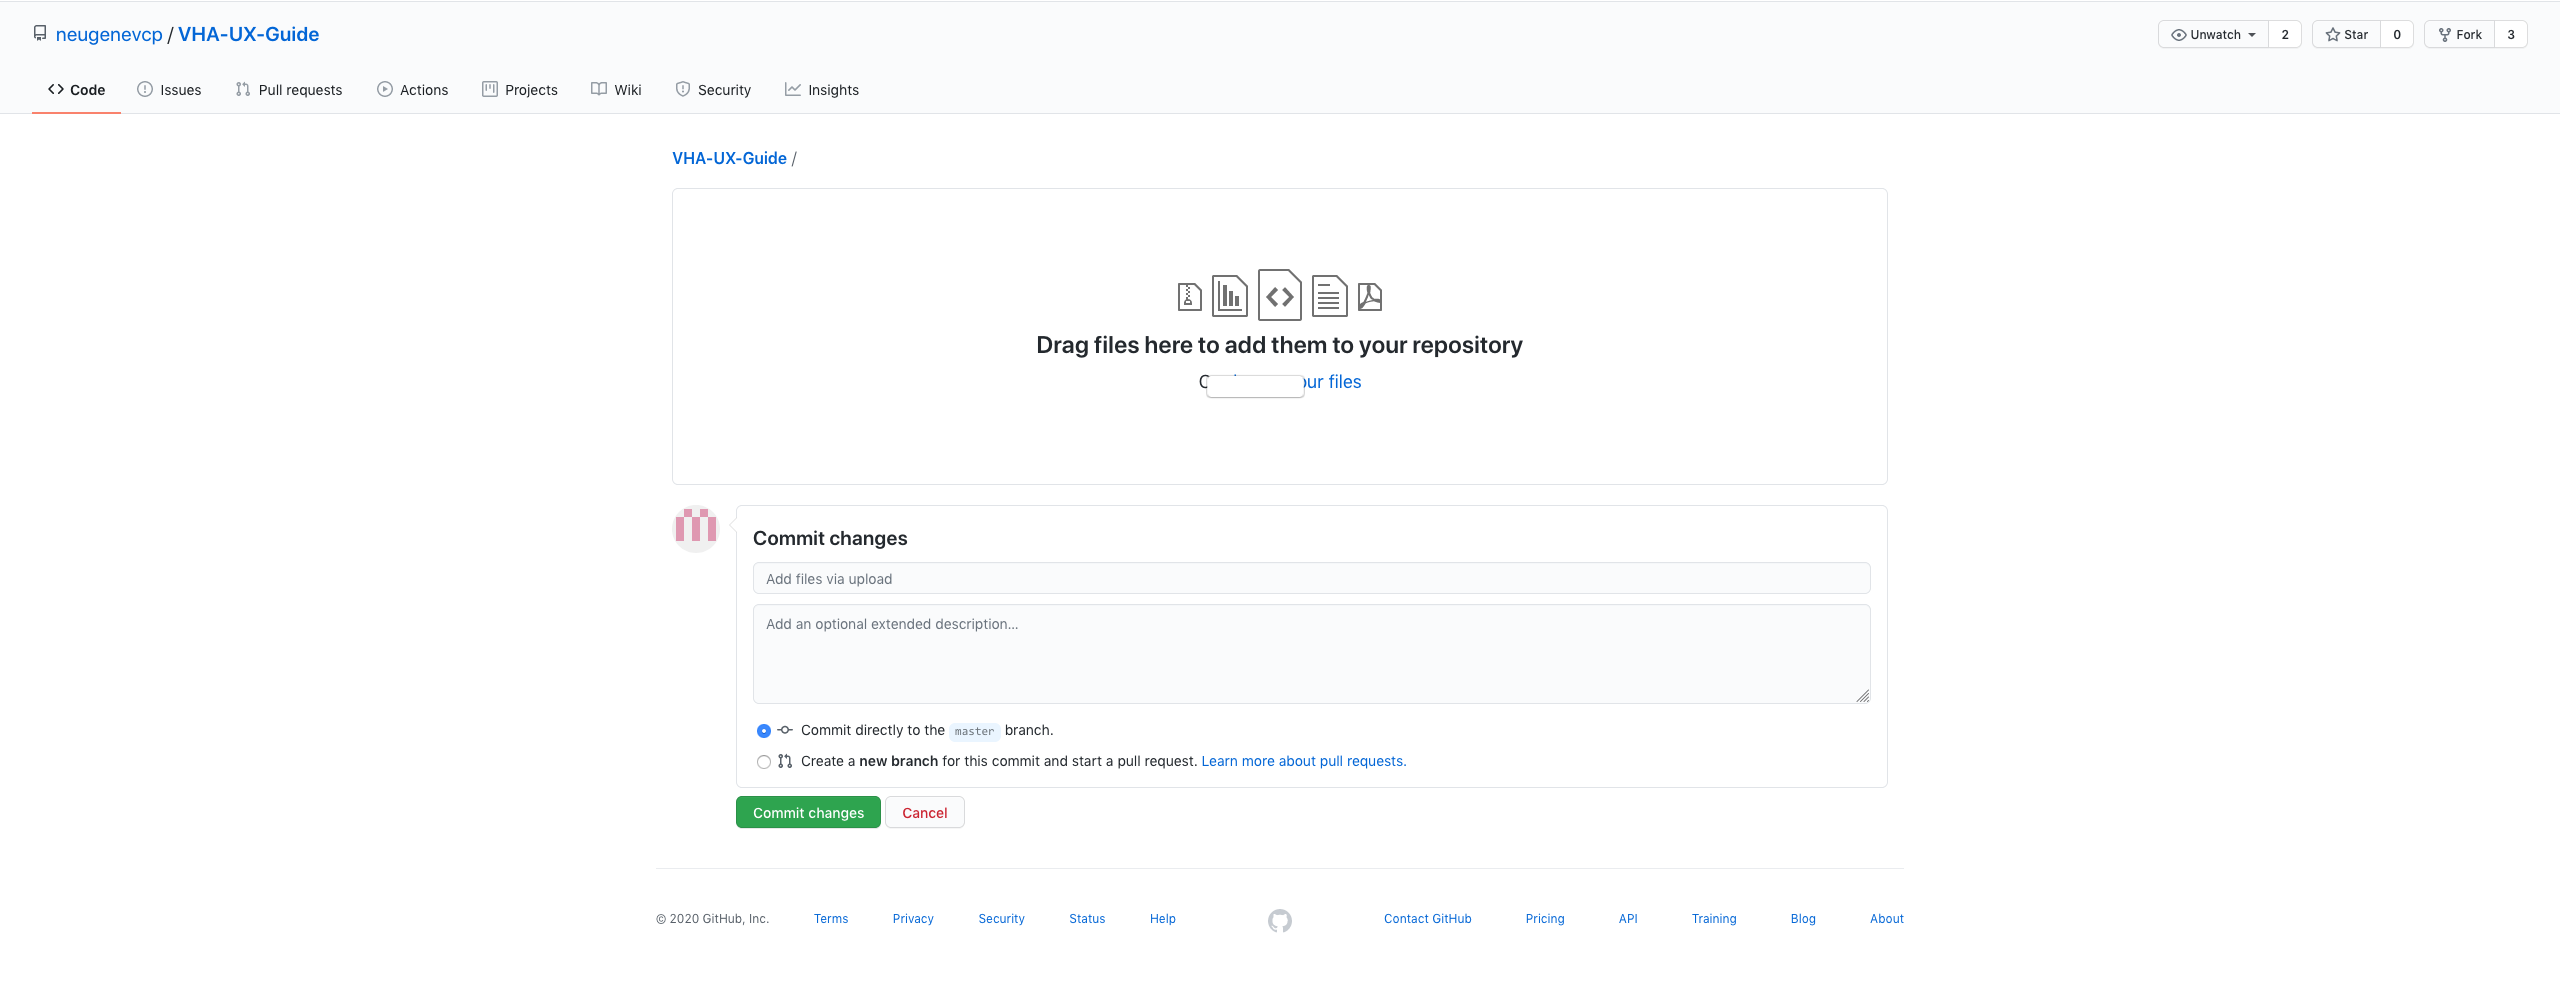 neugenevcp / VHA-UX-Guide
Unwatch 2 Star 0 Fork 3
Code Issues Pull requests Actions Projects Wiki Security Insights
VHA-UX-Guide /
Drag files here to add them to your repository
files
Commit changes
Add files via upload
Add an optional extended description...
Commit directly to the master branch.
Create a new branch for this commit and start a pull request. Learn more about pull requests.
Commit changes Cancel
© 2020 GitHub, Inc. Terms Privacy Security Status Help Contact GitHub Pricing API Training Blog About